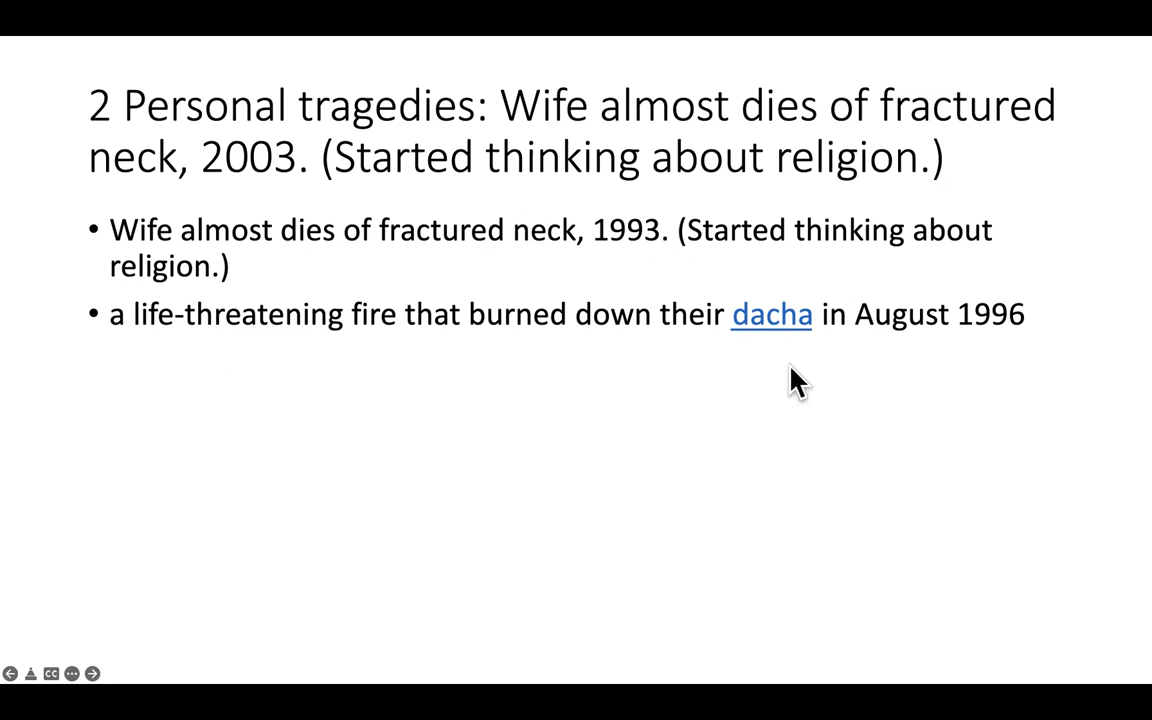 2 Personal tragedies: Wife almost dies of fractured
neck, 2003. (Started thinking about religion.)
• Wife almost dies of fractured neck, 1993. (Started thinking about
religion.)
• a life-threatening fire that burned down their dacha in August 1996
CC